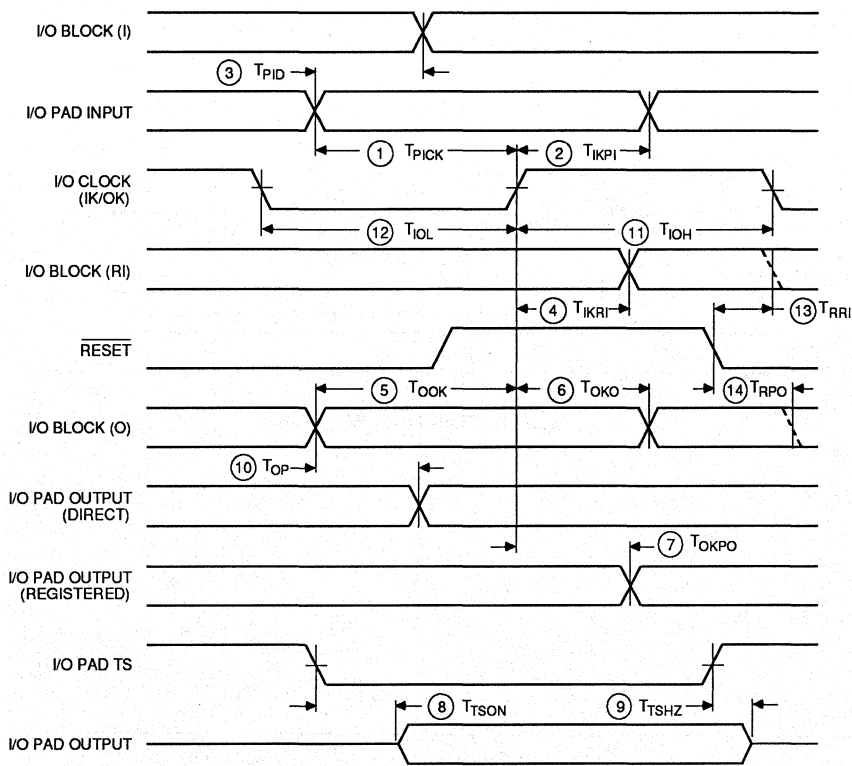 I/O BLOCK (I)
③ TPID
I/O PAD INPUT
① TPICK ② TIKPI
I/O CLOCK
(IK/OK)
⑫ TIOL ⑪ TIOH
I/O BLOCK (RI)
④ TIKRI ⑬ TRRI
RESET
⑤ TOOK ⑥ TOKO ⑭ TRPO
I/O BLOCK (O)
⑩ TOP
I/O PAD OUTPUT
(DIRECT)
⑦ TOKPO
I/O PAD OUTPUT
(REGISTERED)
I/O PAD TS
⑧ TTSON ⑨ TTSHZ
I/O PAD OUTPUT